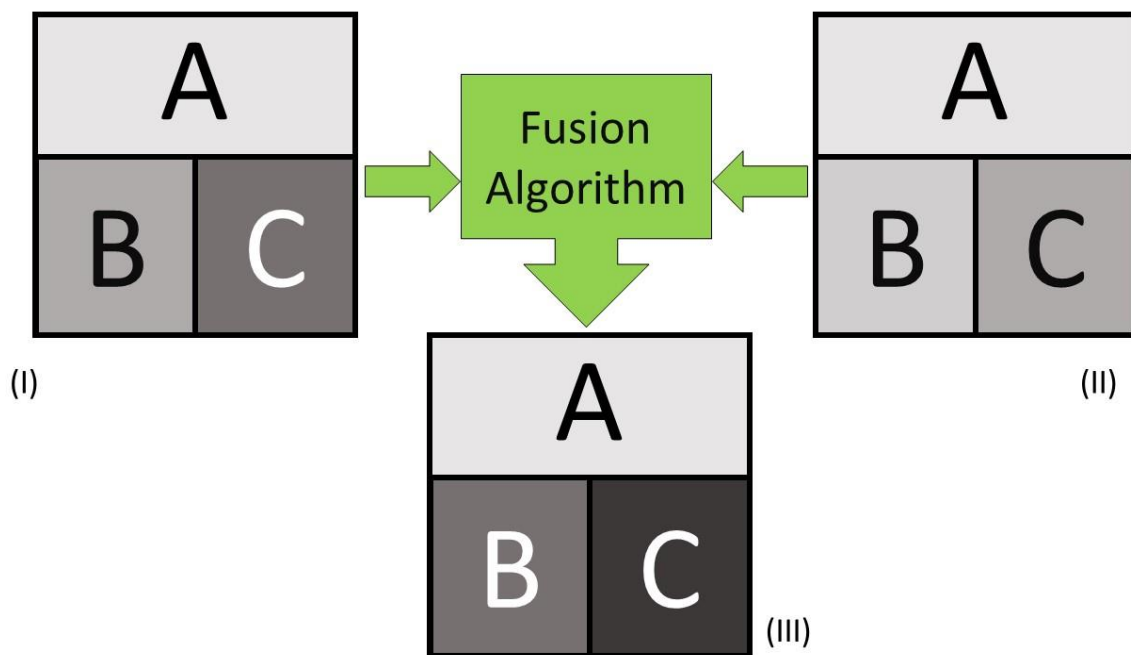 A
B C
(I)
Fusion
Algorithm
A
B C
(II)
A
B C
(III)